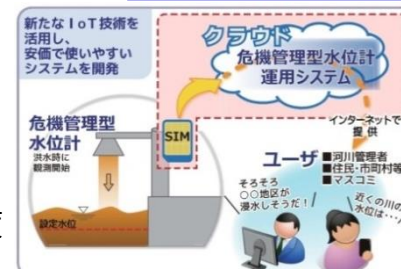 新たなIoT技術を
活用し、
安価で使いやすい
システムを開発
クラウド
危機管理型水位計
運用システム
危機管理型
水位計
洪水時に
観測開始
SIM
インターネットで
提供
ユーザ
■河川管理者
■住民・市町村等
■マスコミ
そろそろ
○○地区が
浸水しそうだ!
近くの川の
水位は・・
設定水位